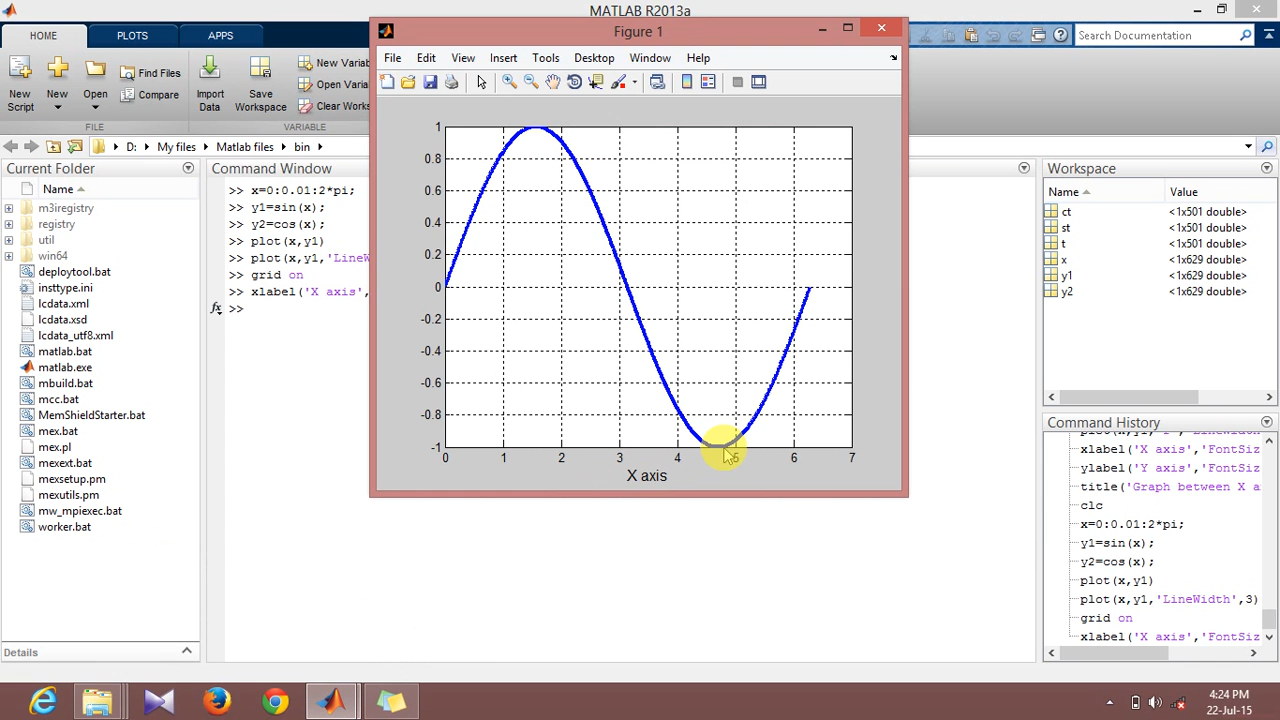 MATLAB R2013a
HOME
PLOTS
APPS
Search Documentation
New Script
New
Open
Find Files
Compare
Import Data
Save Workspace
New Varia
Open Varia
Clear Works
FILE
VARIABLE
D:
My files
Matlab files
bin
Current Folder
Name
m3iregistry
registry
util
win64
deploytool.bat
insttype.ini
lcdata.xml
lcdata.xsd
lcdata_utf8.xml
matlab.bat
matlab.exe
mbuild.bat
mcc.bat
MemShieldStarter.bat
mex.bat
mex.pl
mexext.bat
mexsetup.pm
mexutils.pm
mw_mpiexec.bat
worker.bat
Details
Command Window
>> x=0:0.01:2*pi;
>> y1=sin(x);
>> y2=cos(x);
>> plot(x,y1)
>> plot(x,y1,'LineW
>> grid on
>> xlabel('X axis',
fx >>
Figure 1
File Edit View Insert Tools Desktop Window Help
1
0.8
0.6
0.4
0.2
0
-0.2
-0.4
-0.6
-0.8
-1
0 1 2 3 4 5 6 7
X axis
Workspace
Name Value
ct <1x501 double>
st <1x501 double>
t <1x501 double>
x <1x629 double>
y1 <1x629 double>
y2 <1x629 double>
Command History
xlabel('X axis','FontSiz
ylabel('Y axis','FontSiz
title('Graph between X a
clc
x=0:0.01:2*pi;
y1=sin(x);
y2=cos(x);
plot(x,y1)
plot(x,y1,'LineWidth',3)
grid on
xlabel('X axis','FontSiz
4:24 PM
22-Jul-15